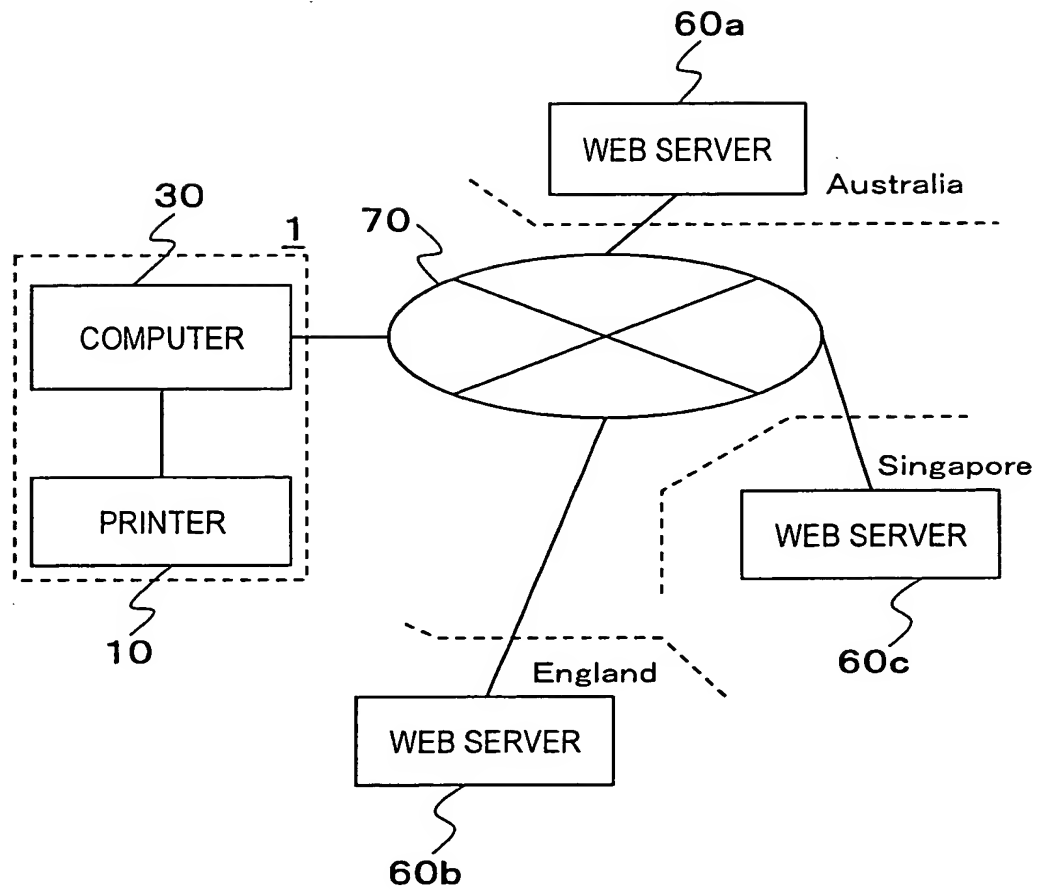 60a
WEB SERVER
Australia
30
1
70
COMPUTER
Singapore
PRINTER
WEB SERVER
10
60c
England
WEB SERVER
60b